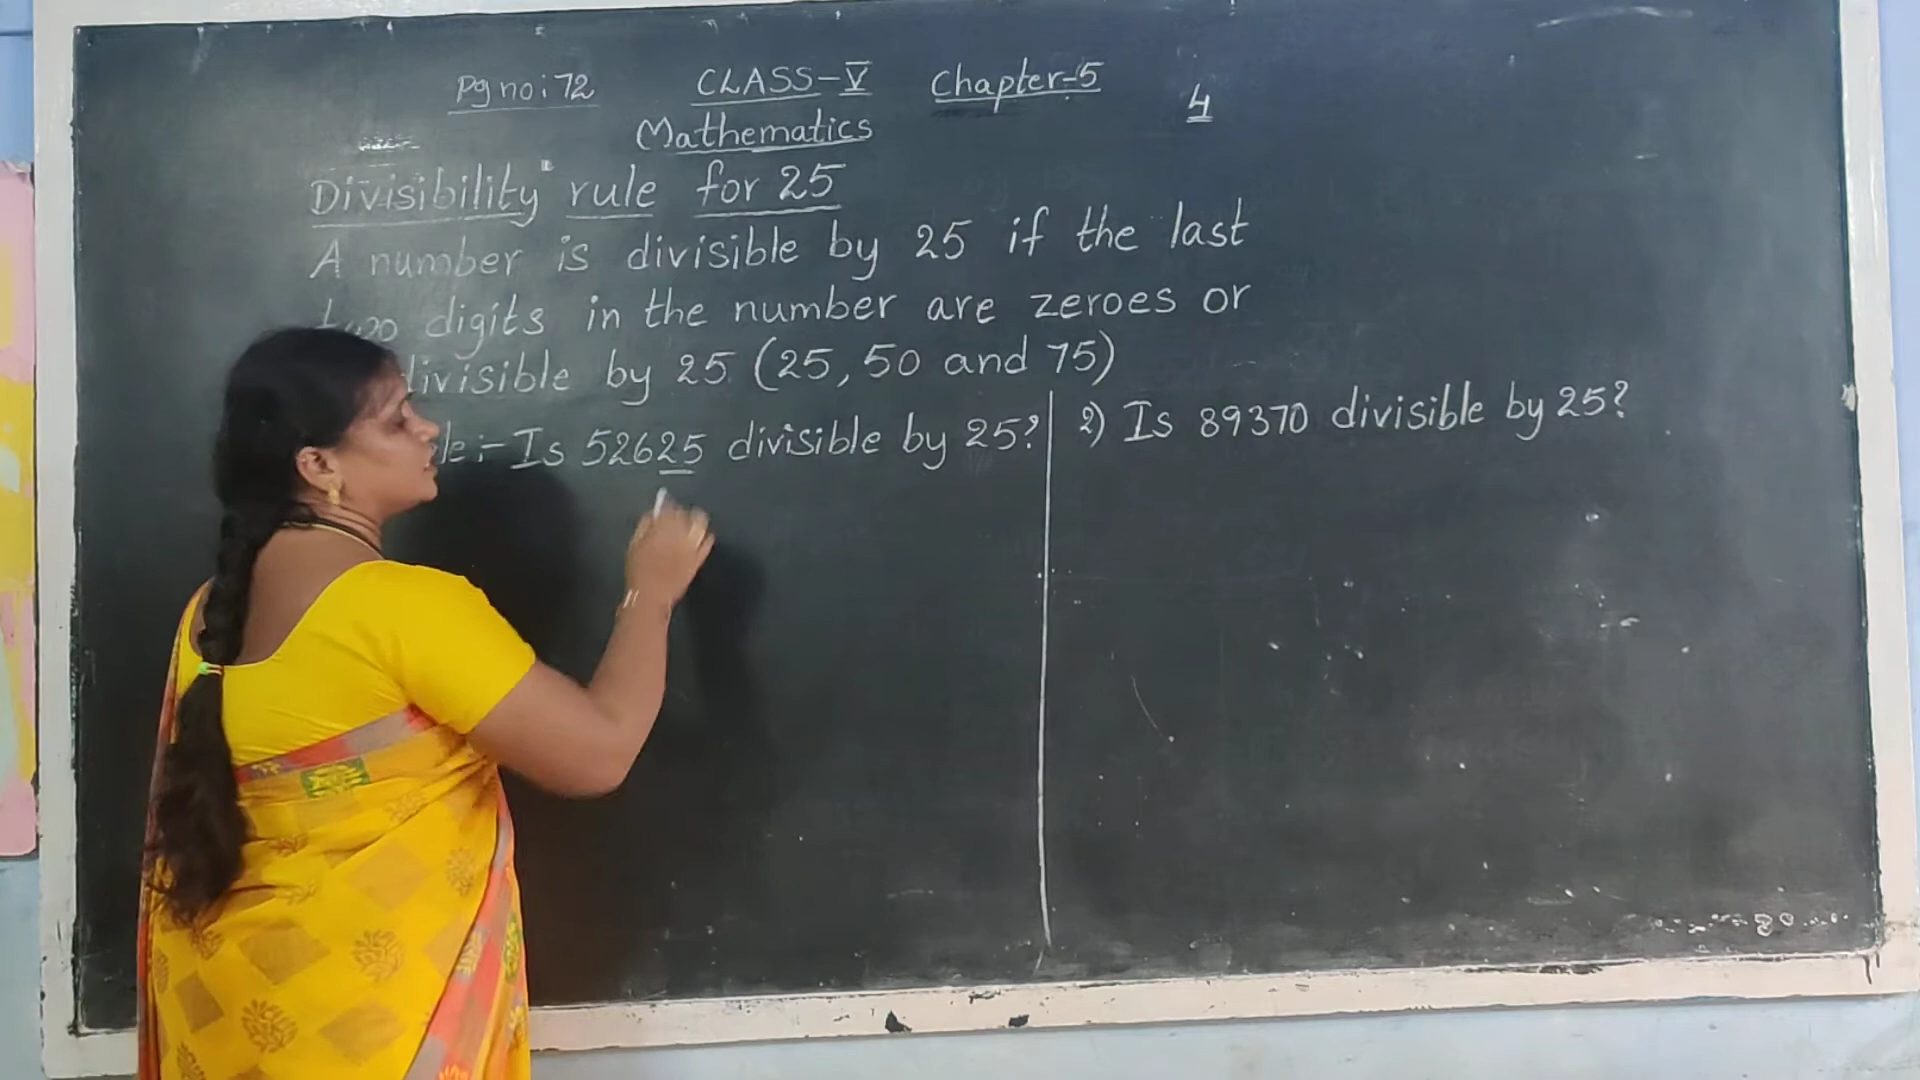 Pg no: 72 CLASS-V Chapter-5 4
Mathematics
Divisibility rule for 25
A number is divisible by 25 if the last
two digits in the number are zeroes or
divisible by 25 (25, 50 and 75)
Is 52625 divisible by 25?
2) Is 89370 divisible by 25?